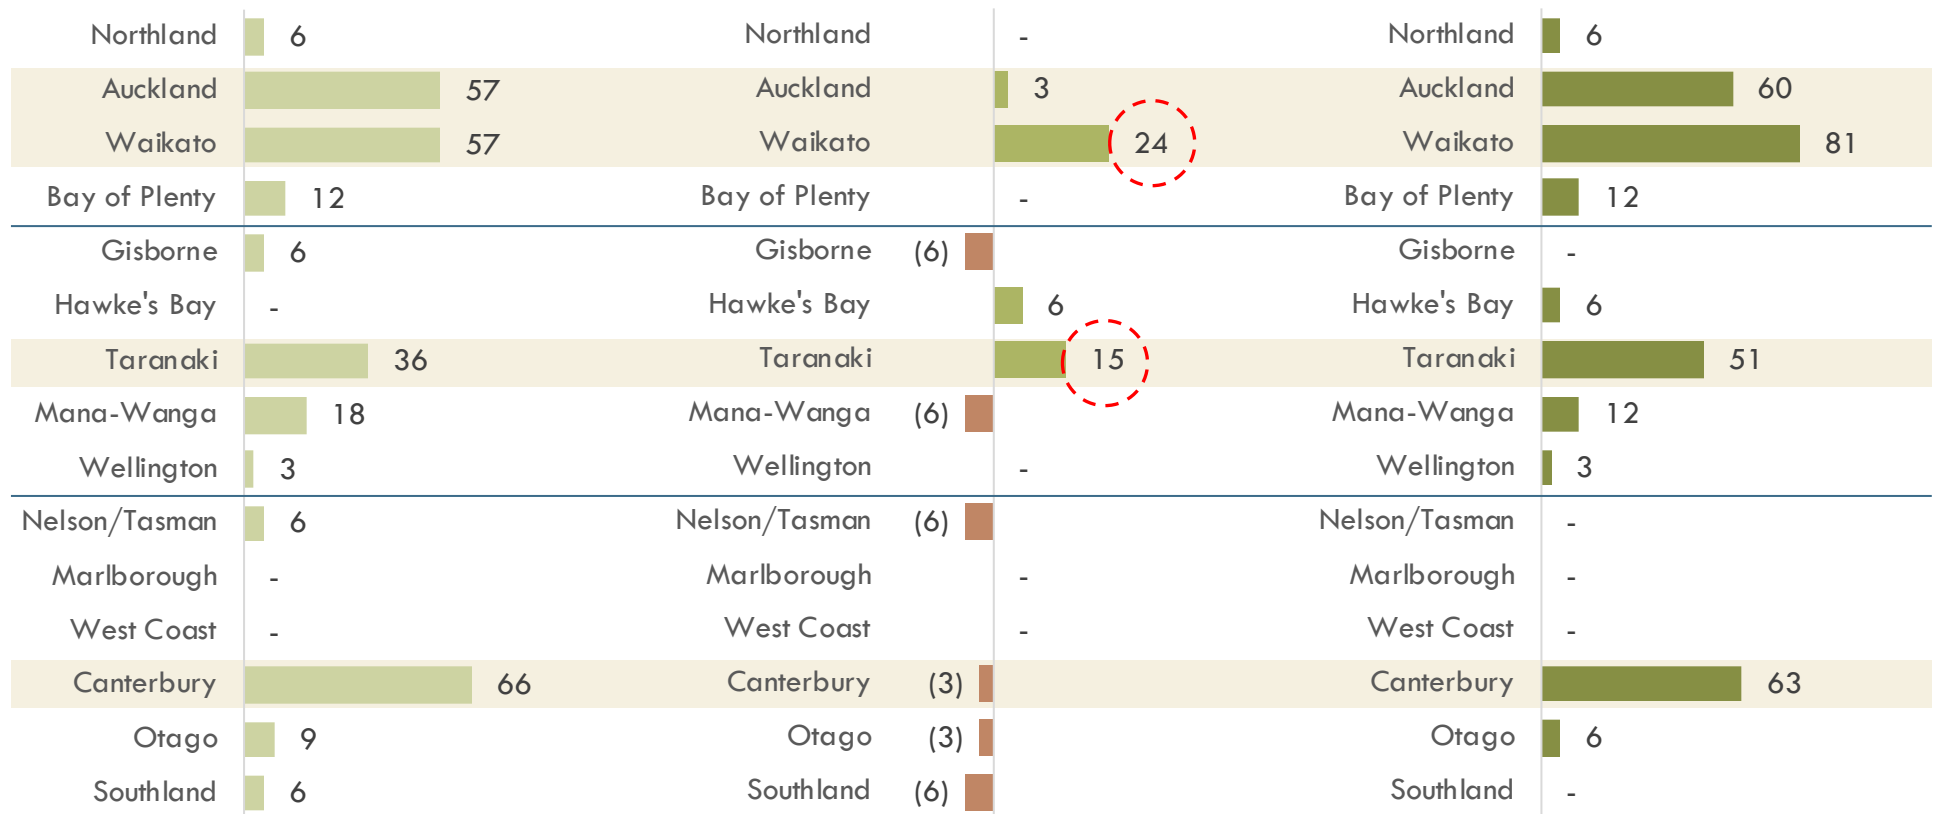 Northland 6 Northland - Northland 6
Auckland 57 Auckland 3 Auckland 60
Waikato 57 Waikato 24 Waikato 81
Bay of Plenty 12 Bay of Plenty - Bay of Plenty 12
Gisborne 6 Gisborne (6) Gisborne -
Hawke's Bay - Hawke's Bay 6 Hawke's Bay 6
Taranaki 36 Taranaki 15 Taranaki 51
Mana-Wanga 18 Mana-Wanga (6) Mana-Wanga 12
Wellington 3 Wellington - Wellington 3
Nelson/Tasman 6 Nelson/Tasman (6) Nelson/Tasman -
Marlborough - Marlborough - Marlborough -
West Coast - West Coast - West Coast -
Canterbury 66 Canterbury (3) Canterbury 63
Otago 9 Otago (3) Otago 6
Southland 6 Southland (6) Southland -